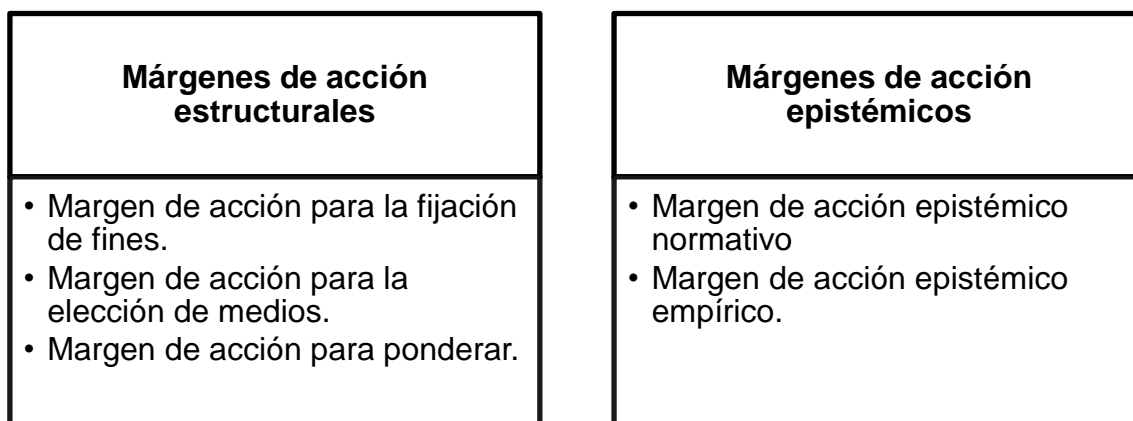 Márgenes de acción
estructurales
• Margen de acción para la fijación
de fines.
• Margen de acción para la
elección de medios.
• Margen de acción para ponderar.
Márgenes de acción
epistémicos
• Margen de acción epistémico
normativo
• Margen de acción epistémico
empírico.